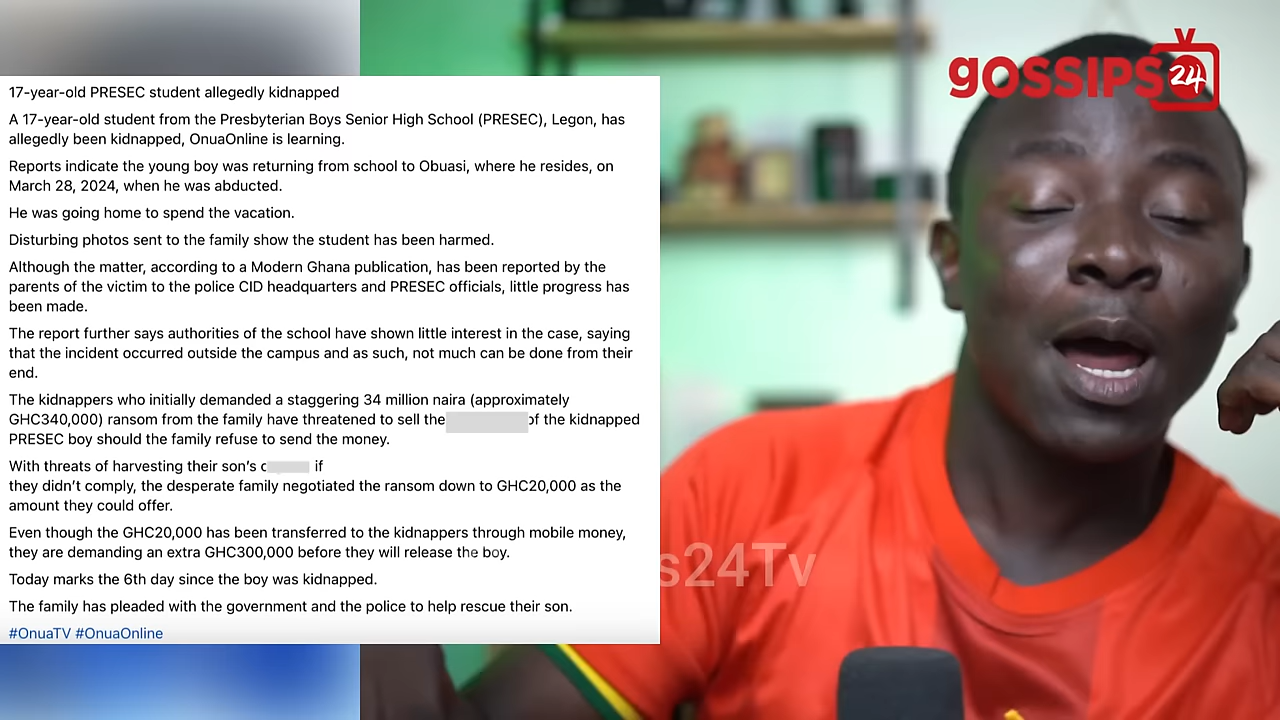 17-year-old PRESEC student allegedly kidnapped
A 17-year-old student from the Presbyterian Boys Senior High School (PRESEC), Legon, has
allegedly been kidnapped, OnuaOnline is learning.
Reports indicate the young boy was returning from school to Obuasi, where he resides, on
March 28, 2024, when he was abducted.
He was going home to spend the vacation.
Disturbing photos sent to the family show the student has been harmed.
Although the matter, according to a Modern Ghana publication, has been reported by the
parents of the victim to the police CID headquarters and PRESEC officials, little progress has
been made.
The report further says authorities of the school have shown little interest in the case, saying
that the incident occurred outside the campus and as such, not much can be done from their
end.
The kidnappers who initially demanded a staggering 34 million naira (approximately
GHC340,000) ransom from the family have threatened to sell the of the kidnapped
PRESEC boy should the family refuse to send the money.
With threats of harvesting their son's if
they didn't comply, the desperate family negotiated the ransom down to GHC20,000 as the
amount they could offer.
Even though the GHC20,000 has been transferred to the kidnappers through mobile money,
they are demanding an extra GHC300,000 before they will release the boy.
Today marks the 6th day since the boy was kidnapped.
The family has pleaded with the government and the police to help rescue their son.
#OnuaTV #OnuaOnline
gOSSIPS 24
s24Tv